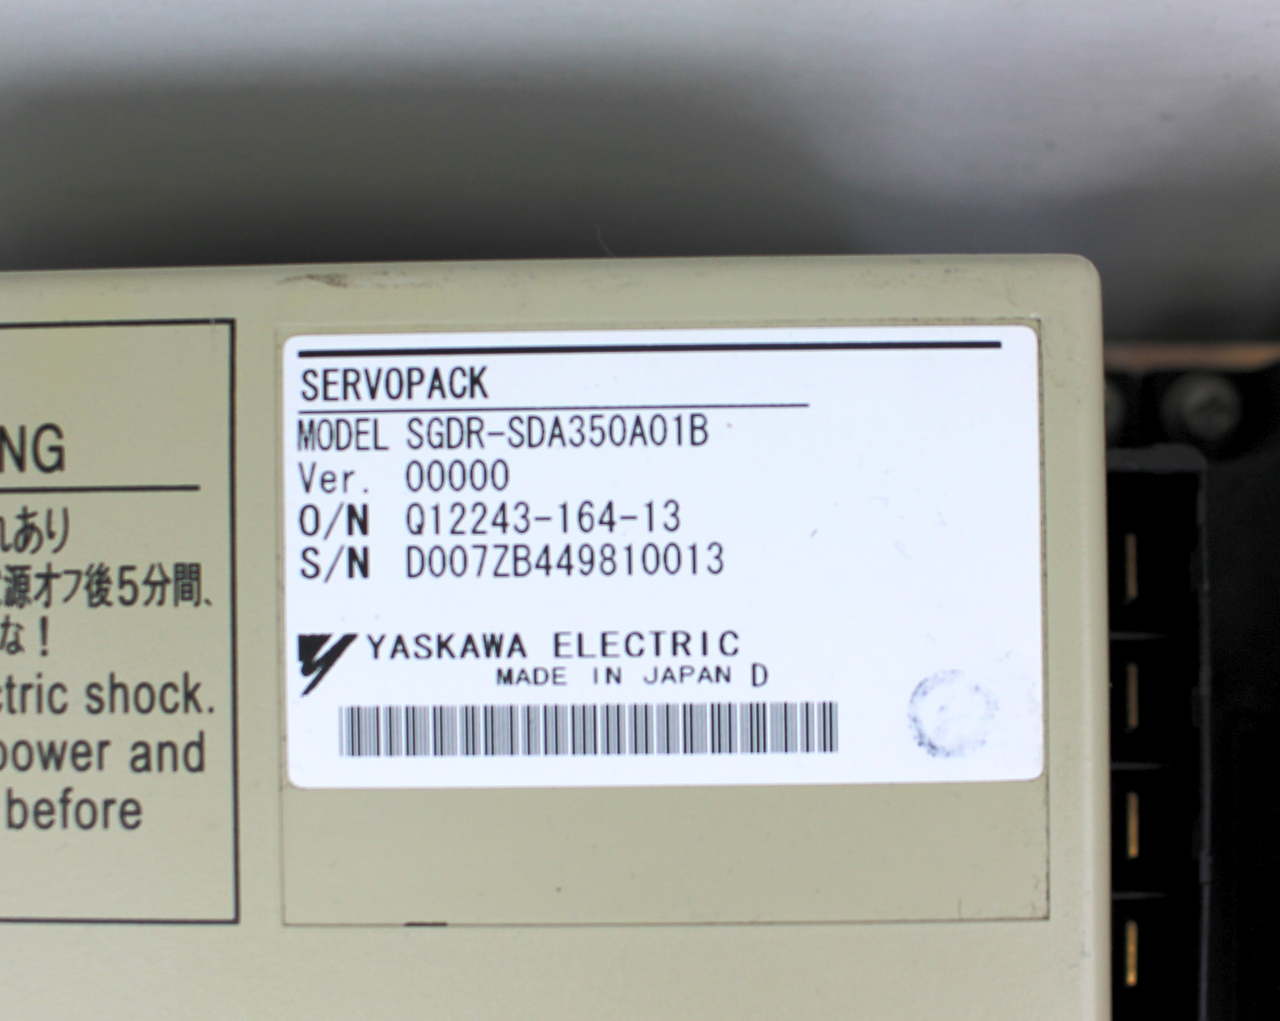 NG
れあり
源オフ後5分間、
な!
ctric shock.
power and
before
SERVOPACK
MODEL SGDR-SDA350A01B
Ver. 00000
O/N Q12243-164-13
S/N D007ZB449810013
YASKAWA ELECTRIC
MADE IN JAPAN D